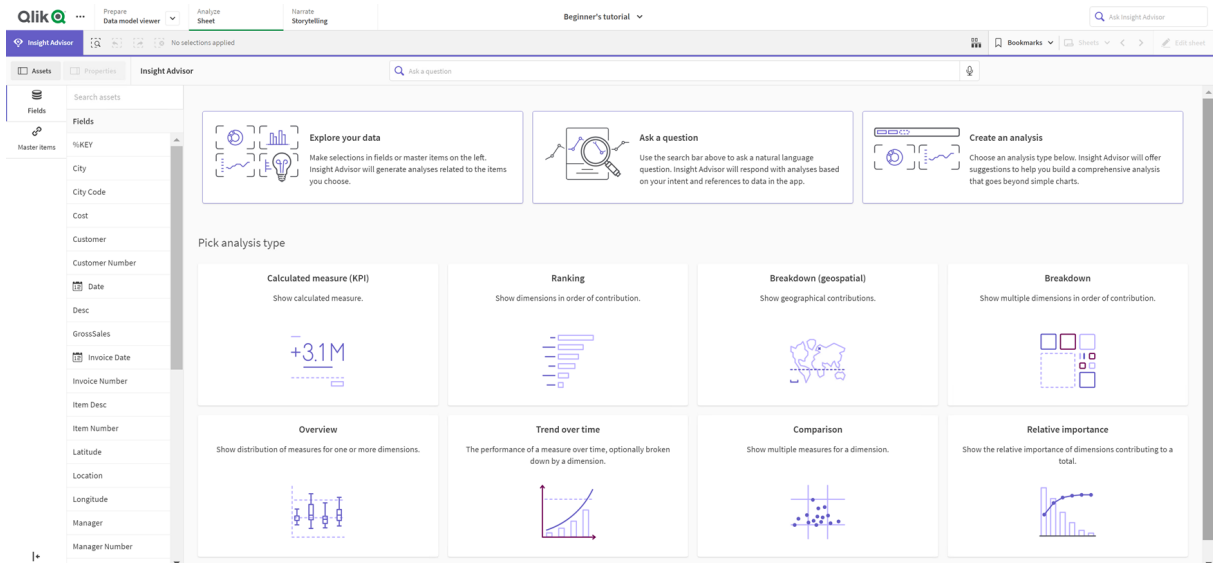 Qlik
Prepare
Data model viewer
Analyze
Sheet
Narrate
Storytelling
Beginner's tutorial
Ask Insight Advisor
Insight Advisor
No selections applied
Bookmarks
Sheets
Edit sheet
Assets
Properties
Insight Advisor
Ask a question
Fields
Master items
Search assets
Fields
%KEY
City
City Code
Cost
Customer
Customer Number
Date
Desc
GrossSales
Invoice Date
Invoice Number
Item Desc
Item Number
Latitude
Location
Longitude
Manager
Manager Number
Explore your data
Make selections in fields or master items on the left.
Insight Advisor will generate analyses related to the items
you choose.
Ask a question
Use the search bar above to ask a natural language
question. Insight Advisor will respond with analyses based
on your intent and references to data in the app.
Create an analysis
Choose an analysis type below. Insight Advisor will offer
suggestions to help you build a comprehensive analysis
that goes beyond simple charts.
Pick analysis type
Calculated measure (KPI)
Show calculated measure.
+3.1M
Ranking
Show dimensions in order of contribution.
Breakdown (geospatial)
Show geographical contributions.
Breakdown
Show multiple dimensions in order of contribution.
Overview
Show distribution of measures for one or more dimensions.
Trend over time
The performance of a measure over time, optionally broken
down by a dimension.
Comparison
Show multiple measures for a dimension.
Relative importance
Show the relative importance of dimensions contributing to a
total.